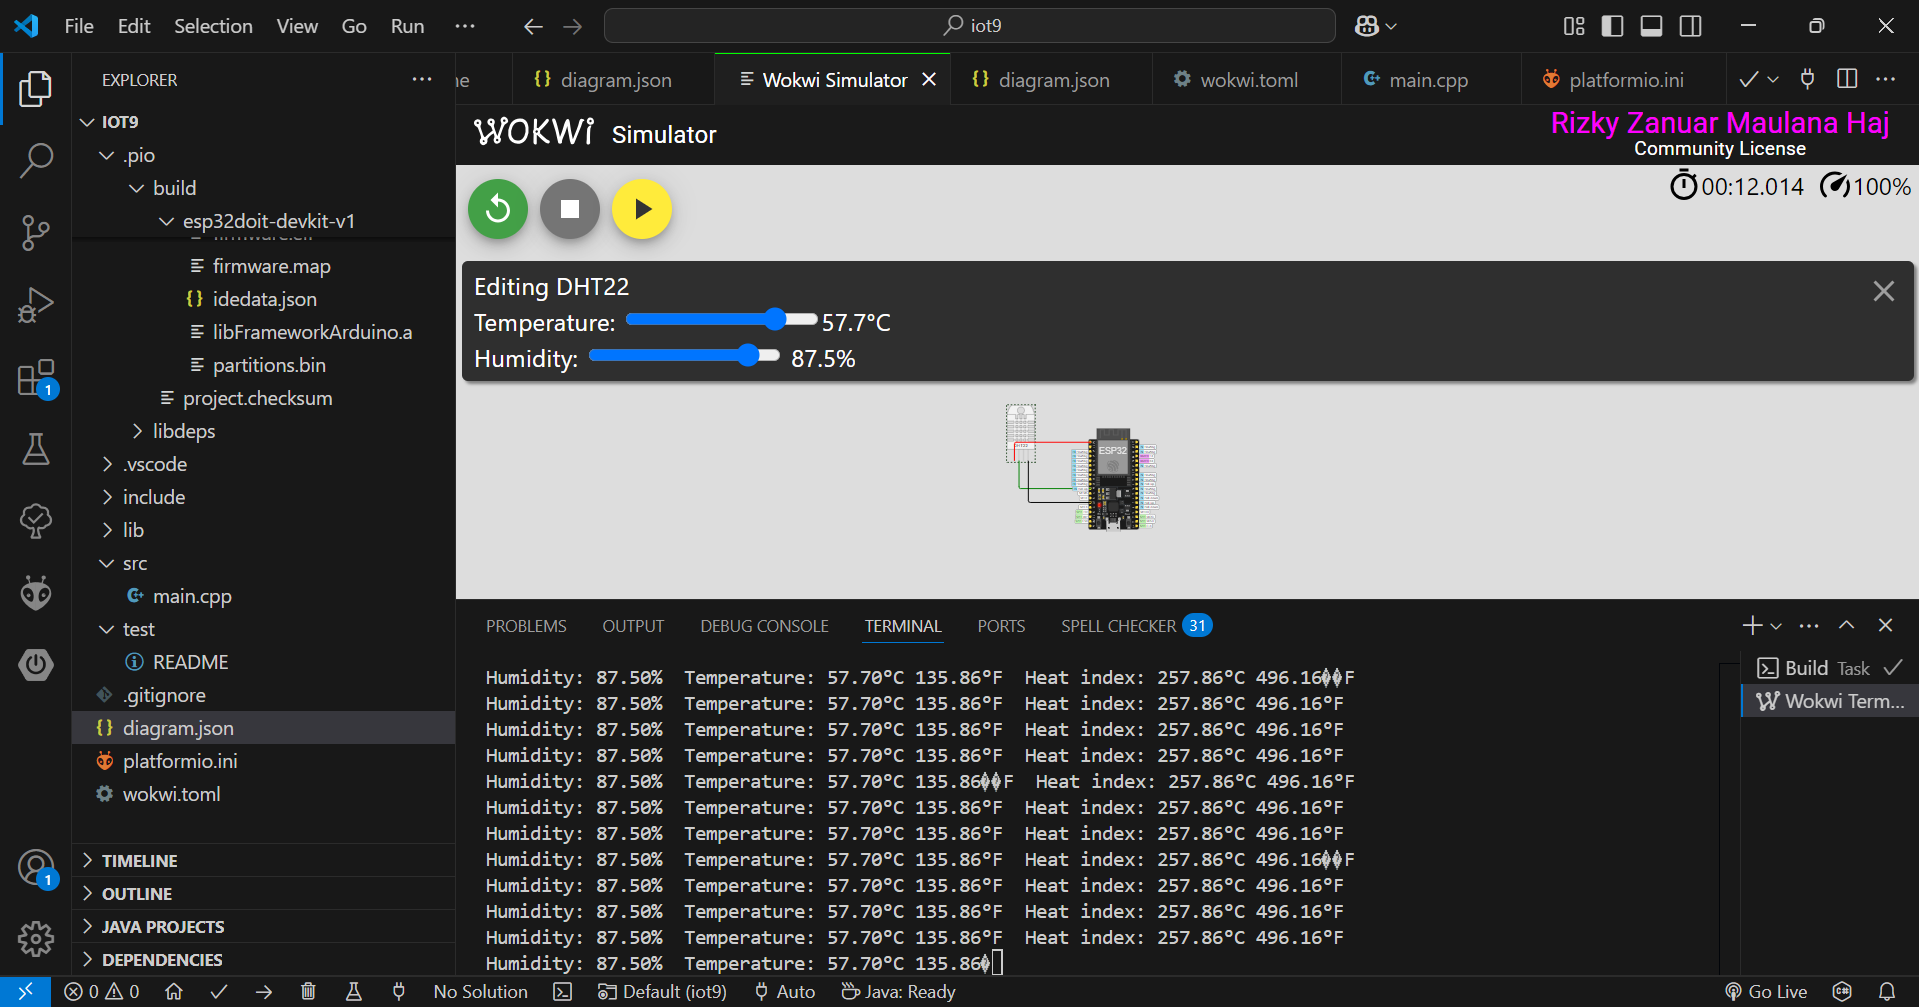 File Edit Selection View Go Run ···
iot9
EXPLORER
IOT9
.pio
build
esp32doit-devkit-v1
firmware.map
idedata.json
libFrameworkArduino.a
partitions.bin
project.checksum
libdeps
.vscode
include
lib
src
main.cpp
test
README
.gitignore
diagram.json
platformio.ini
wokwi.toml
TIMELINE
OUTLINE
JAVA PROJECTS
DEPENDENCIES
1
1
diagram.json Wokwi Simulator diagram.json wokwi.toml main.cpp platformio.ini
WOKWi Simulator
Rizky Zanuar Maulana Haj
Community License
00:12.014 100%
Editing DHT22
Temperature: 57.7°C
Humidity: 87.5%
ESP32
PROBLEMS OUTPUT DEBUG CONSOLE TERMINAL PORTS SPELL CHECKER 31
Humidity: 87.50%  Temperature: 57.70°C 135.86°F  Heat index: 257.86°C 496.16��F
Humidity: 87.50%  Temperature: 57.70°C 135.86°F  Heat index: 257.86°C 496.16°F
Humidity: 87.50%  Temperature: 57.70°C 135.86°F  Heat index: 257.86°C 496.16°F
Humidity: 87.50%  Temperature: 57.70°C 135.86°F  Heat index: 257.86°C 496.16°F
Humidity: 87.50%  Temperature: 57.70°C 135.86��F  Heat index: 257.86°C 496.16°F
Humidity: 87.50%  Temperature: 57.70°C 135.86°F  Heat index: 257.86°C 496.16°F
Humidity: 87.50%  Temperature: 57.70°C 135.86°F  Heat index: 257.86°C 496.16°F
Humidity: 87.50%  Temperature: 57.70°C 135.86°F  Heat index: 257.86°C 496.16��F
Humidity: 87.50%  Temperature: 57.70°C 135.86°F  Heat index: 257.86°C 496.16°F
Humidity: 87.50%  Temperature: 57.70°C 135.86°F  Heat index: 257.86°C 496.16°F
Humidity: 87.50%  Temperature: 57.70°C 135.86°F  Heat index: 257.86°C 496.16°F
Humidity: 87.50%  Temperature: 57.70°C 135.86�
Build Task
Wokwi Term...
0 0 No Solution Default (iot9) Auto Java: Ready Go Live